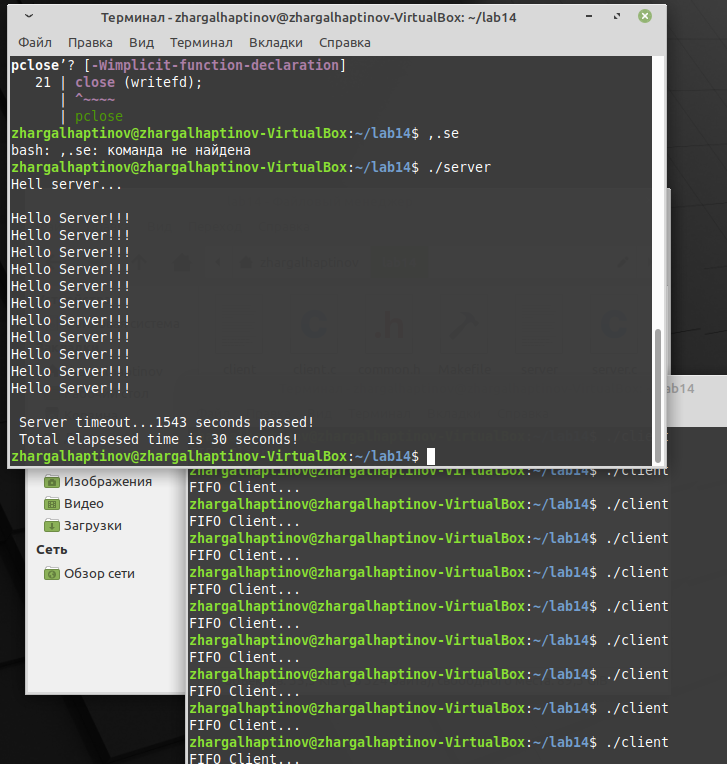 Терминал - zhargalhaptinov@zhargalhaptinov-VirtualBox: ~/lab14
Файл Правка Вид Терминал Вкладки Справка
pclose’? [-Wimplicit-function-declaration]
21 | close (writefd);
| ^~~~~
| pclose
zhargalhaptinov@zhargalhaptinov-VirtualBox:~/lab14$ ,.se
bash: ,.se: команда не найдена
zhargalhaptinov@zhargalhaptinov-VirtualBox:~/lab14$ ./server
Hell server...
Hello Server!!!
Hello Server!!!
Hello Server!!!
Hello Server!!!
Hello Server!!!
Hello Server!!!
Hello Server!!!
Hello Server!!!
Hello Server!!!
Hello Server!!!
Hello Server!!!
Server timeout...1543 seconds passed!
Total elapsesed time is 30 seconds!
zhargalhaptinov@zhargalhaptinov-VirtualBox:~/lab14$
ab14
Изображения
Видео
Загрузки
Сеть
Обзор сети
zhargalhaptinov@zhargalhaptinov-VirtualBox:~/lab14$ ./client
FIFO Client...
zhargalhaptinov@zhargalhaptinov-VirtualBox:~/lab14$ ./client
FIFO Client...
zhargalhaptinov@zhargalhaptinov-VirtualBox:~/lab14$ ./client
FIFO Client...
zhargalhaptinov@zhargalhaptinov-VirtualBox:~/lab14$ ./client
FIFO Client...
zhargalhaptinov@zhargalhaptinov-VirtualBox:~/lab14$ ./client
FIFO Client...
zhargalhaptinov@zhargalhaptinov-VirtualBox:~/lab14$ ./client
FIFO Client...
zhargalhaptinov@zhargalhaptinov-VirtualBox:~/lab14$ ./client
FIFO Client...
zhargalhaptinov@zhargalhaptinov-VirtualBox:~/lab14$ ./client
FIFO Client...
zhargalhaptinov@zhargalhaptinov-VirtualBox:~/lab14$ ./client
FIFO Client...